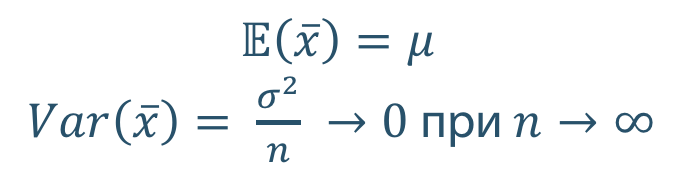 𝔼(x̄) = μ
Var(x̄) = σ²/n → 0 при n → ∞